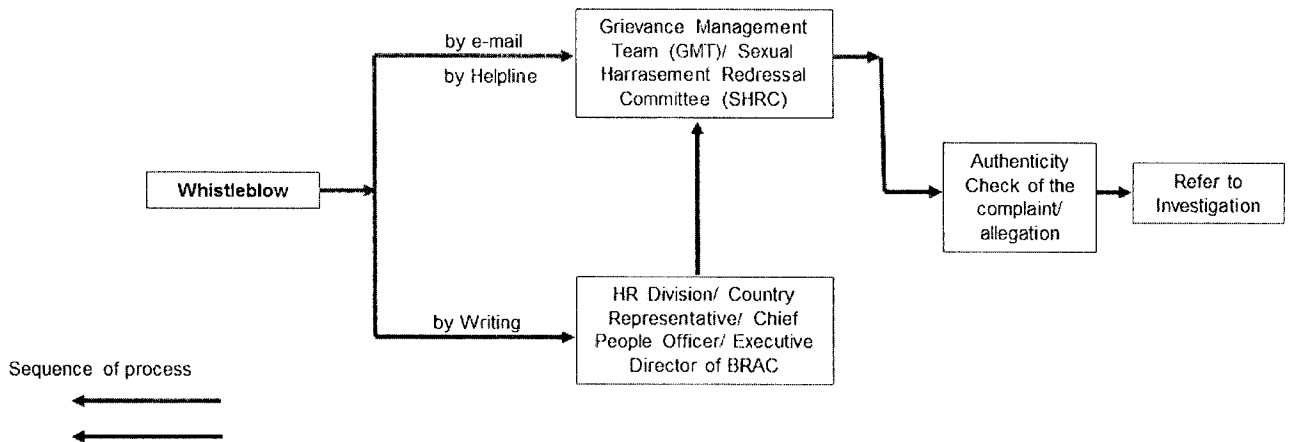 by e-mail
by Helpline
Grievance Management
Team (GMT)/ Sexual
Harrasement Redressal
Committee (SHRC)
Whistleblow
Authenticity
Check of the
complaint/
allegation
Refer to
Investigation
by Writing
HR Division/ Country
Representative/ Chief
People Officer/ Executive
Director of BRAC
Sequence of process